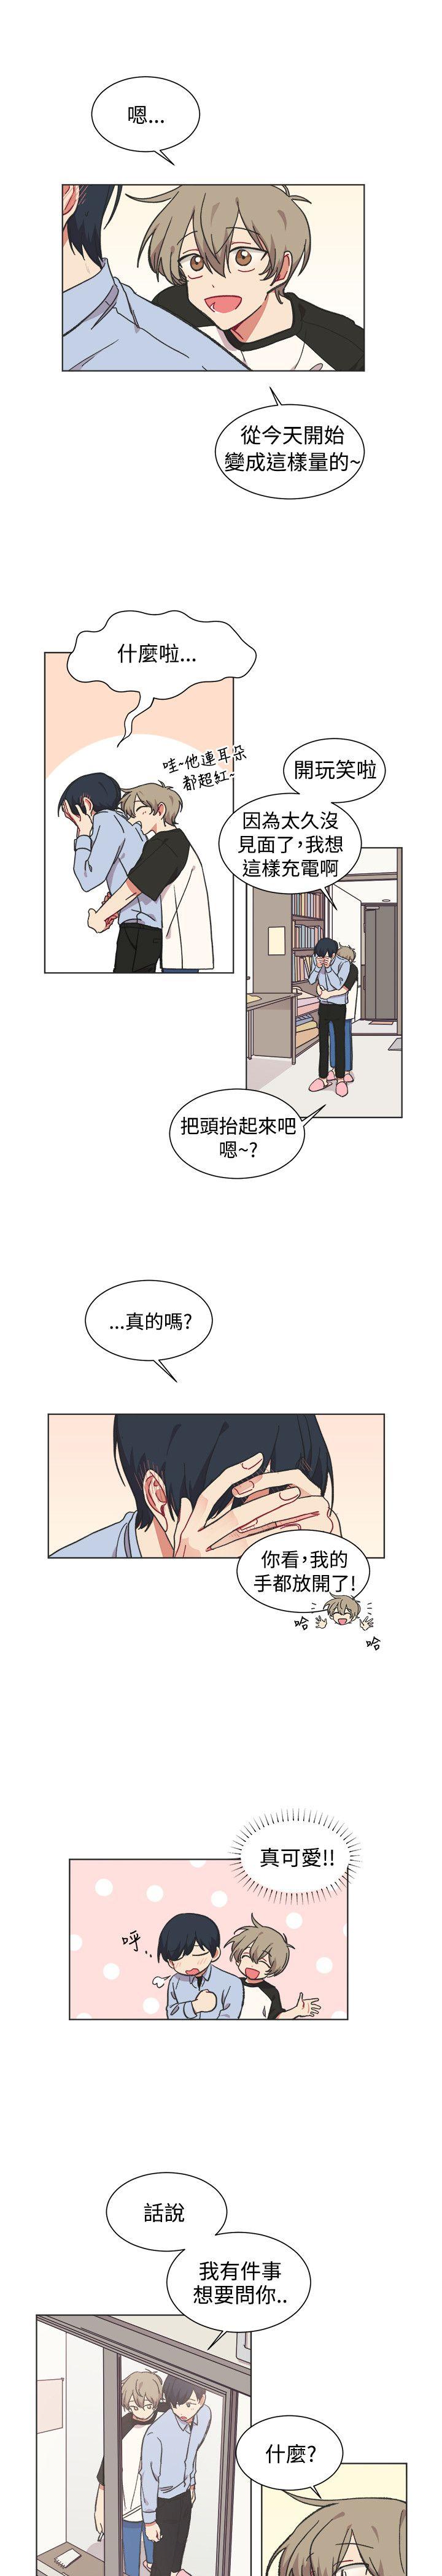 嗯...
從今天開始
變成這樣量的~
什麼啦...
哇~他連耳朵
都超紅~
開玩笑啦
因為太久沒
見面了,我想
這樣充電啊
把頭抬起來吧
嗯~?
...真的嗎?
你看,我的
手都放開了!
哈
哈
真可愛!!
呼..
話說
我有件事
想要問你..
什麼?